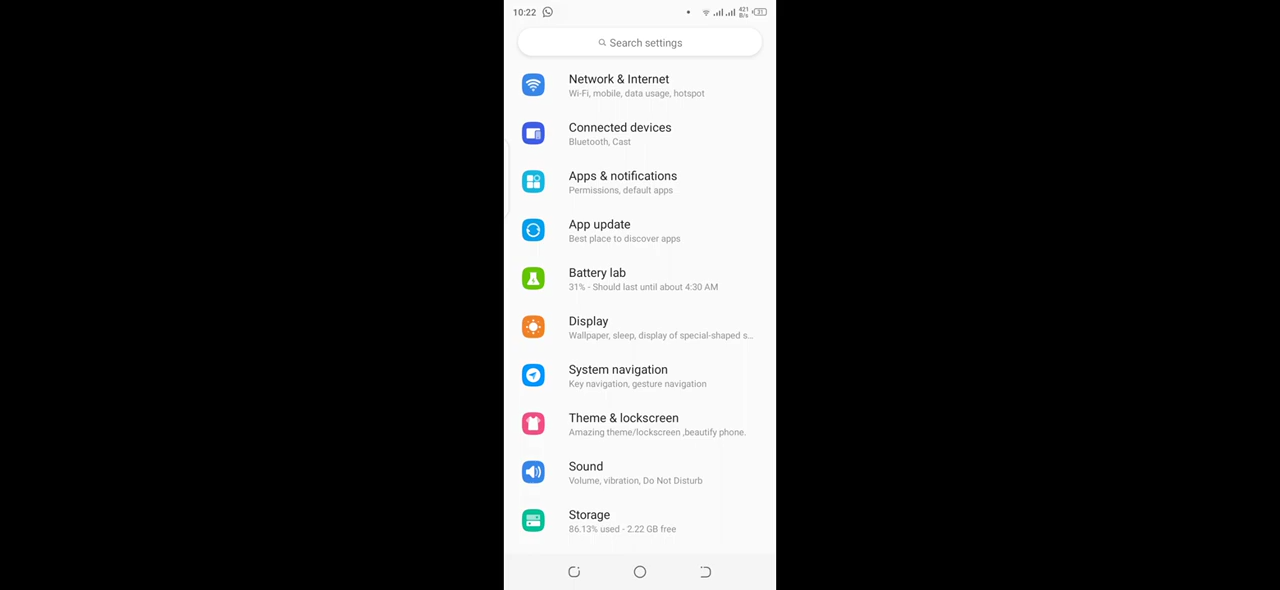 10:22
421
B/s
31
Search settings
Network & Internet
Wi-Fi, mobile, data usage, hotspot
Connected devices
Bluetooth, Cast
Apps & notifications
Permissions, default apps
App update
Best place to discover apps
Battery lab
31% - Should last until about 4:30 AM
Display
Wallpaper, sleep, display of special-shaped s...
System navigation
Key navigation, gesture navigation
Theme & lockscreen
Amazing theme/lockscreen ,beautify phone.
Sound
Volume, vibration, Do Not Disturb
Storage
86.13% used - 2.22 GB free